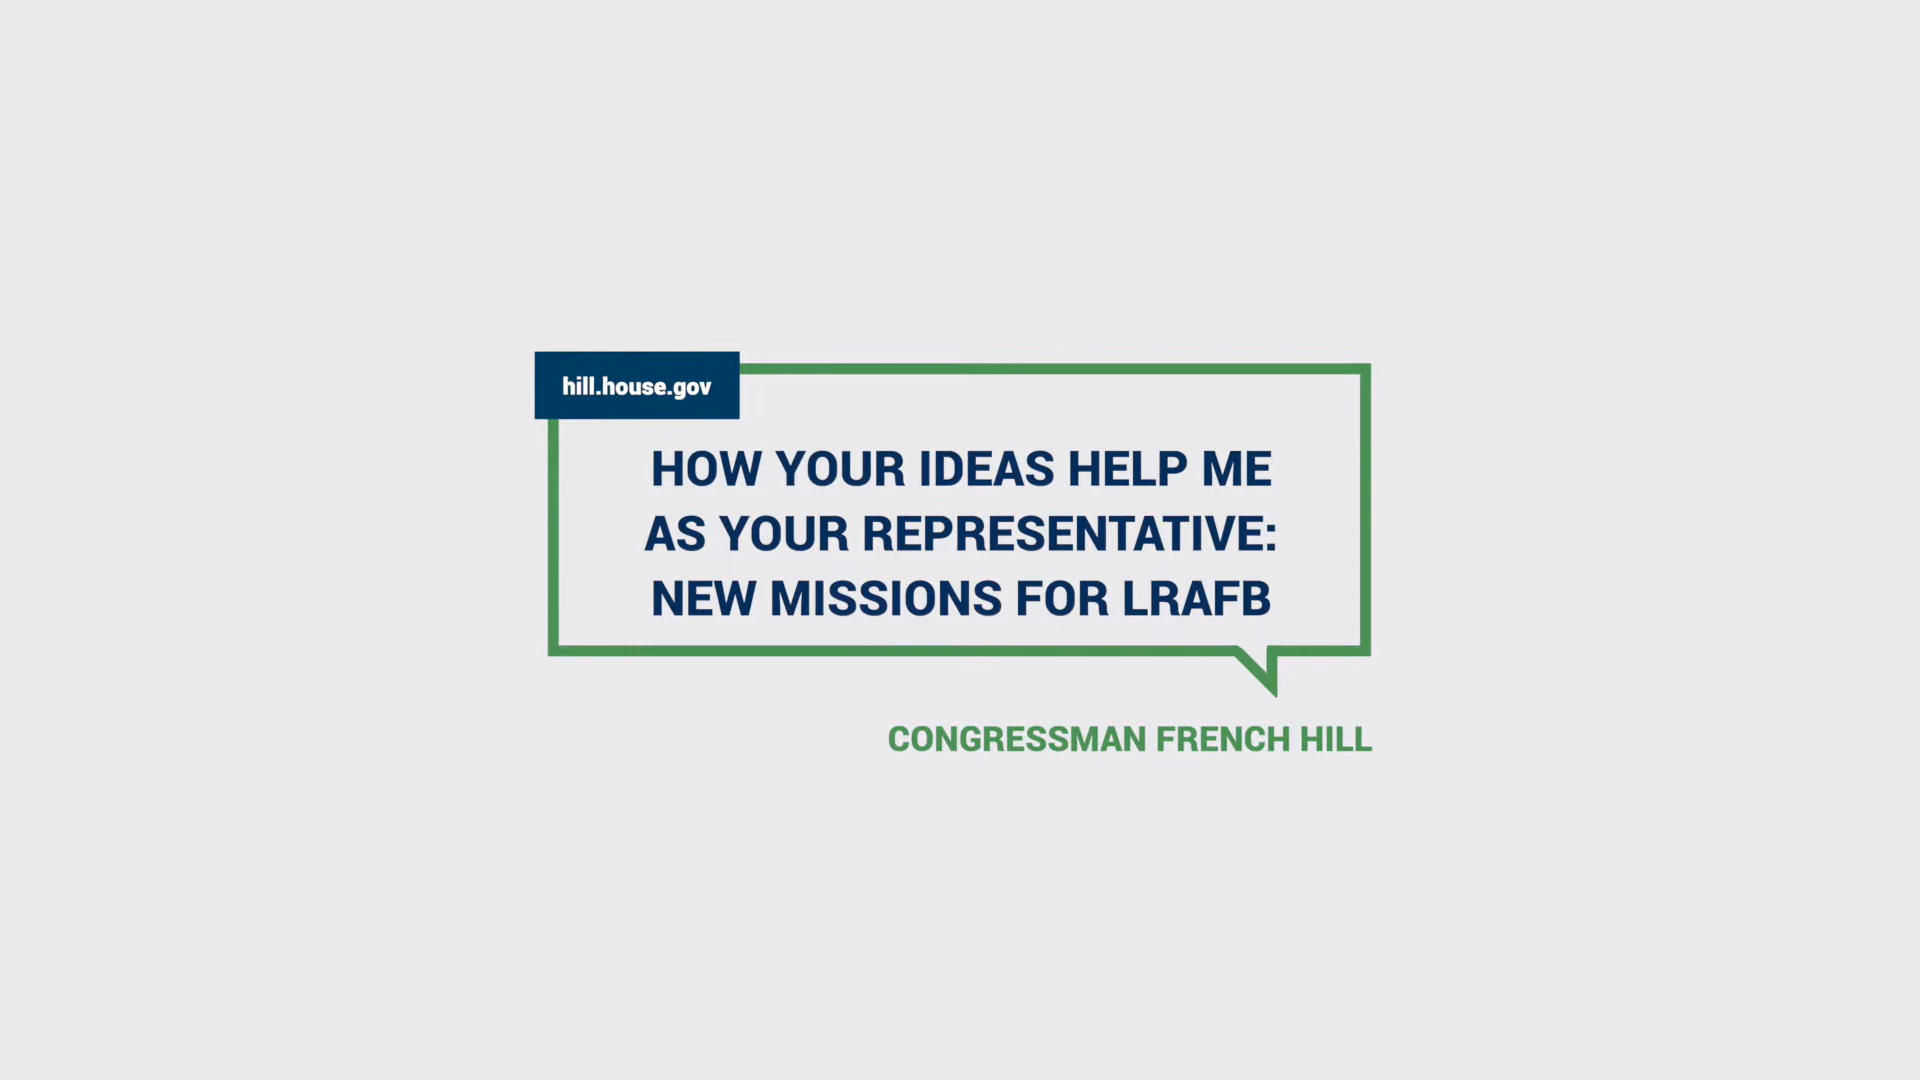 hill.house.gov
HOW YOUR IDEAS HELP ME
AS YOUR REPRESENTATIVE:
NEW MISSIONS FOR LRAFB
CONGRESSMAN FRENCH HILL